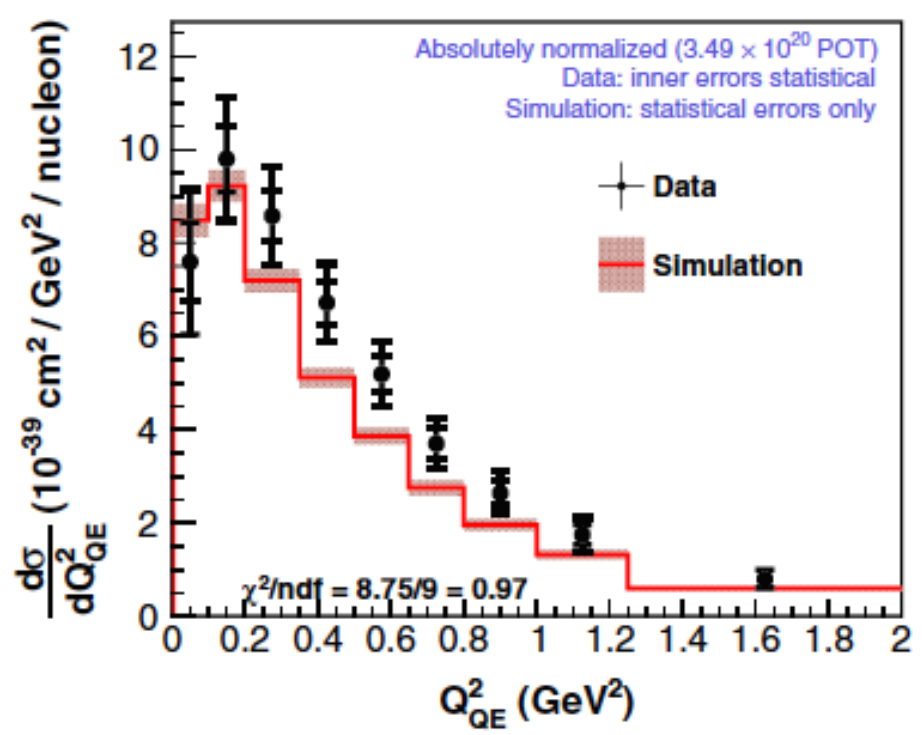 Absolutely normalized (3.49 × 10²⁰ POT)
Data: inner errors statistical
Simulation: statistical errors only
Data
Simulation
χ²/ndf = 8.75/9 = 0.97
dσ/dQ²_QE (10⁻³⁹ cm² / GeV² / nucleon)
12
10
8
6
4
2
0
0 0.2 0.4 0.6 0.8 1 1.2 1.4 1.6 1.8 2
Q²_QE (GeV²)